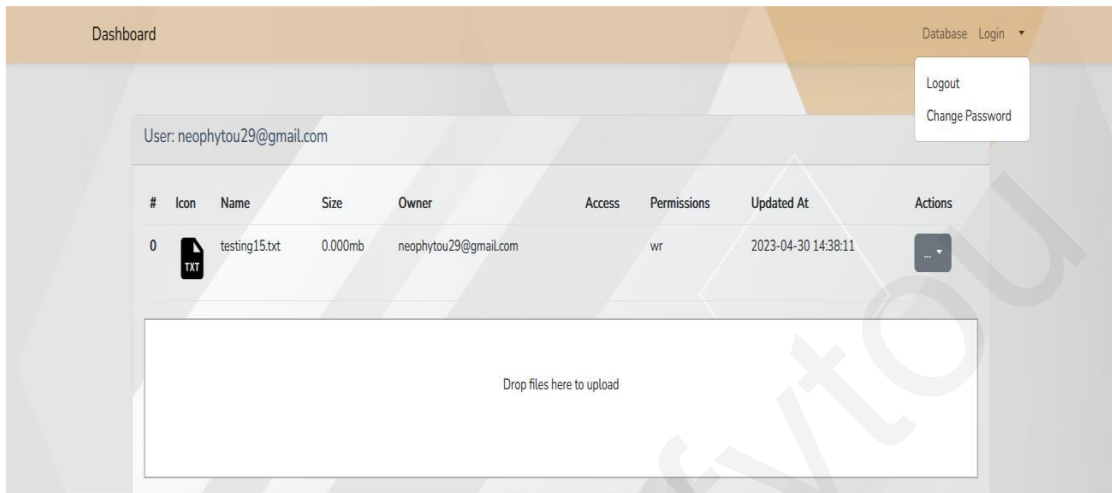 Dashboard Database Login
Logout
Change Password
User: neophytou29@gmail.com
# Icon Name Size Owner Access Permissions Updated At Actions
0 TXT testing15.txt 0.000mb neophytou29@gmail.com wr 2023-04-30 14:38:11 ...
Drop files here to upload